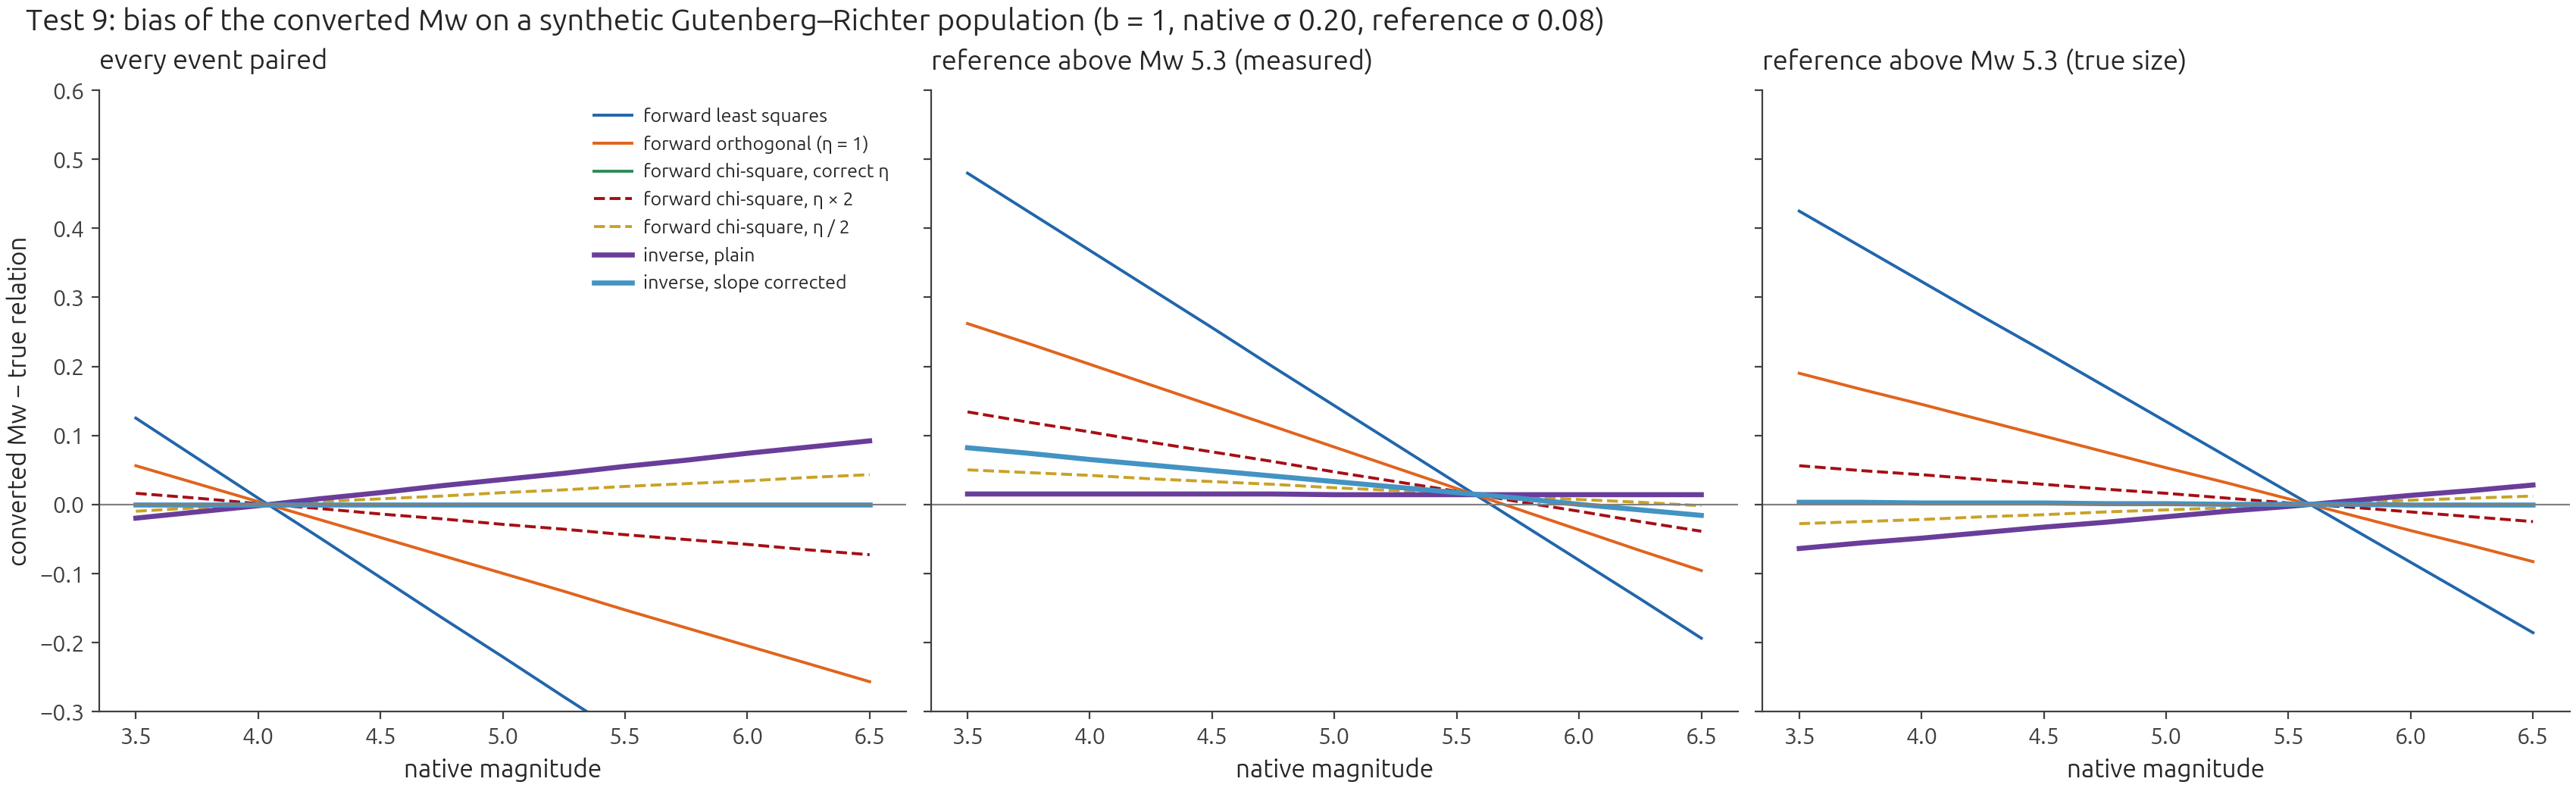 Test 9: bias of the converted Mw on a synthetic Gutenberg–Richter population (b = 1, native σ 0.20, reference σ 0.08)
every event paired
reference above Mw 5.3 (measured)
reference above Mw 5.3 (true size)
converted Mw − true relation
0.6
0.5
0.4
0.3
0.2
0.1
0.0
−0.1
−0.2
−0.3
forward least squares
forward orthogonal (η = 1)
forward chi-square, correct η
forward chi-square, η × 2
forward chi-square, η / 2
inverse, plain
inverse, slope corrected
3.5 4.0 4.5 5.0 5.5 6.0 6.5
3.5 4.0 4.5 5.0 5.5 6.0 6.5
3.5 4.0 4.5 5.0 5.5 6.0 6.5
native magnitude
native magnitude
native magnitude